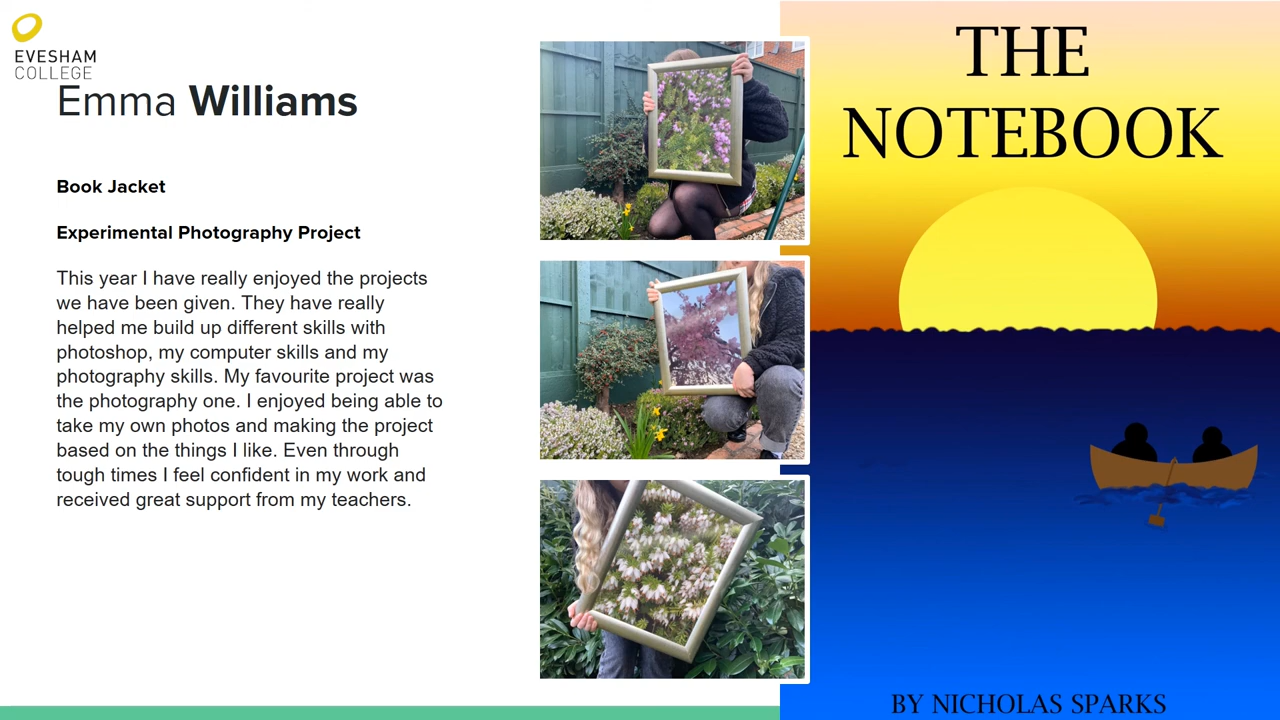 EVESHAM
COLLEGE
Emma Williams
Book Jacket
Experimental Photography Project
This year I have really enjoyed the projects
we have been given. They have really
helped me build up different skills with
photoshop, my computer skills and my
photography skills. My favourite project was
the photography one. I enjoyed being able to
take my own photos and making the project
based on the things I like. Even through
tough times I feel confident in my work and
received great support from my teachers.
THE
NOTEBOOK
BY NICHOLAS SPARKS